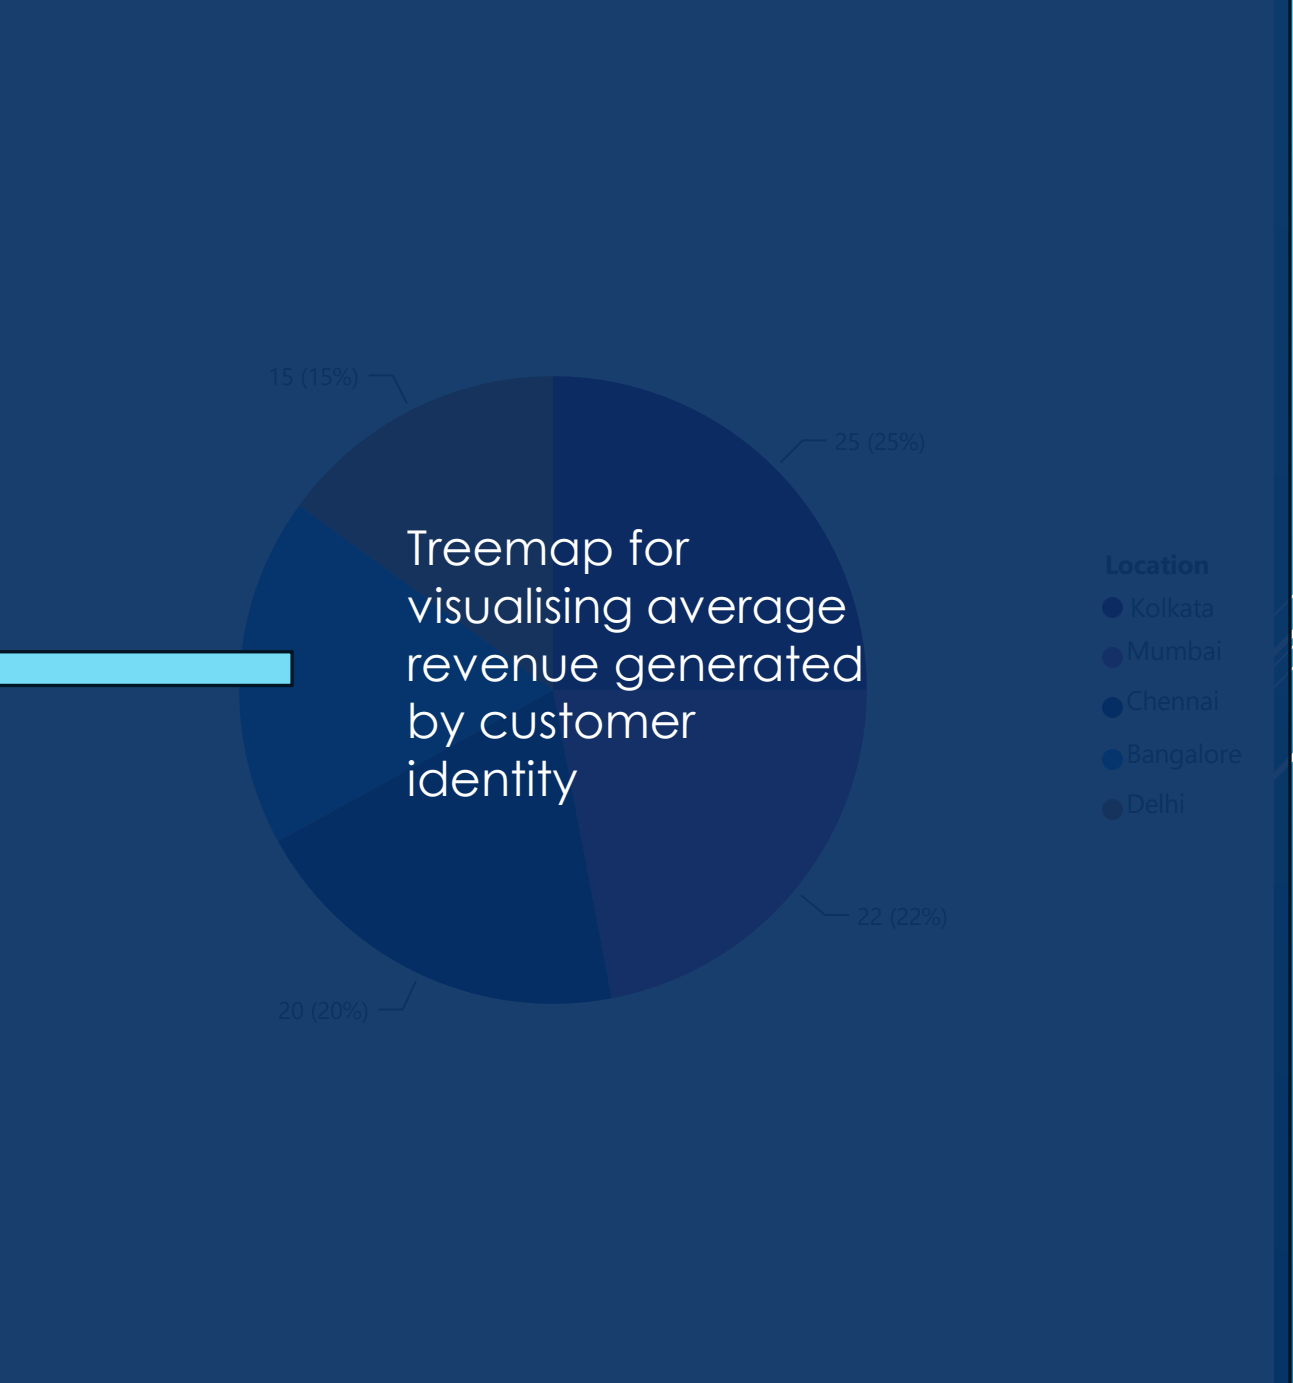 15 (15%)
25 (25%)
Treemap for
visualising average
revenue generated
by customer
identity
Location
Kolkata
Mumbai
Chennai
Bangalore
Delhi
22 (22%)
20 (20%)